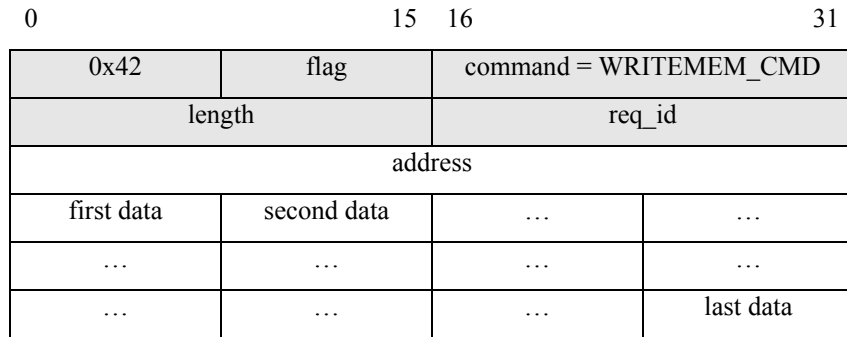 0 15 16 31
0x42 flag command = WRITEMEM_CMD
length req_id
address
first data second data … …
… … … …
… … … last data